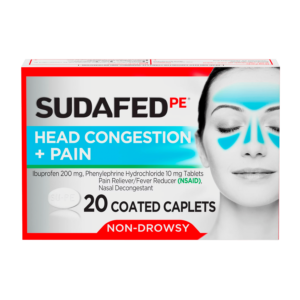 SUDAFED PE®
HEAD CONGESTION
+ PAIN
Ibuprofen 200 mg, Phenylephrine Hydrochloride 10 mg Tablets
Pain Reliever/Fever Reducer (NSAID),
Nasal Decongestant
20 COATED CAPLETS
NON-DROWSY